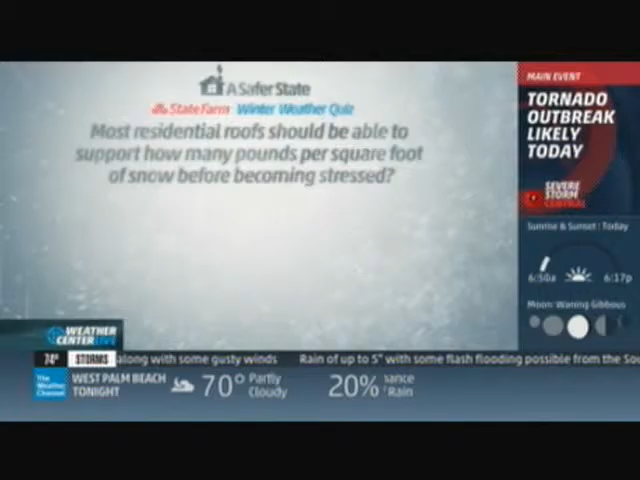 A Safer State
State Farm Winter Weather Quiz
Most residential roofs should be able to
support how many pounds per square foot
of snow before becoming stressed?
MAIN EVENT
TORNADO
OUTBREAK
LIKELY
TODAY
SEVERE
STORM
CENTRAL
Sunrise & Sunset: Today
6:50a 6:17p
Moon: Waning Gibbous
WEATHER
CENTER LIVE
74° STORMS along with some gusty winds Rain of up to 5" with some flash flooding possible from the Sou
The
Weather
Channel
WEST PALM BEACH
TONIGHT
70° Partly
Cloudy
20% hance
f Rain